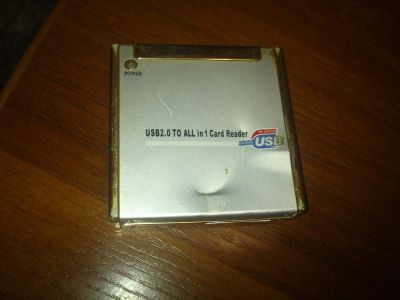 POWER
USB2.0 TO ALL in 1 Card Reader
USB